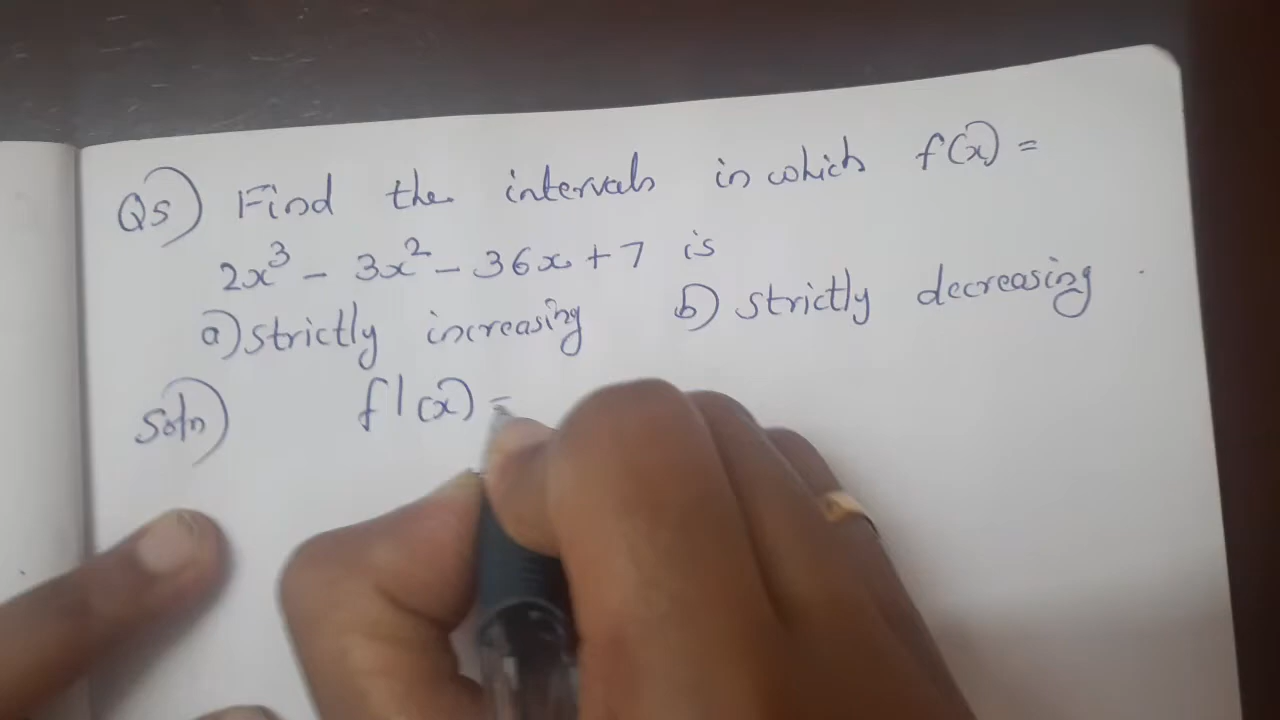 Q5) Find the intervals in which f(x) =
2x³ - 3x² - 36x + 7 is
a) strictly increasing b) strictly decreasing.
Soln) f'(x) =